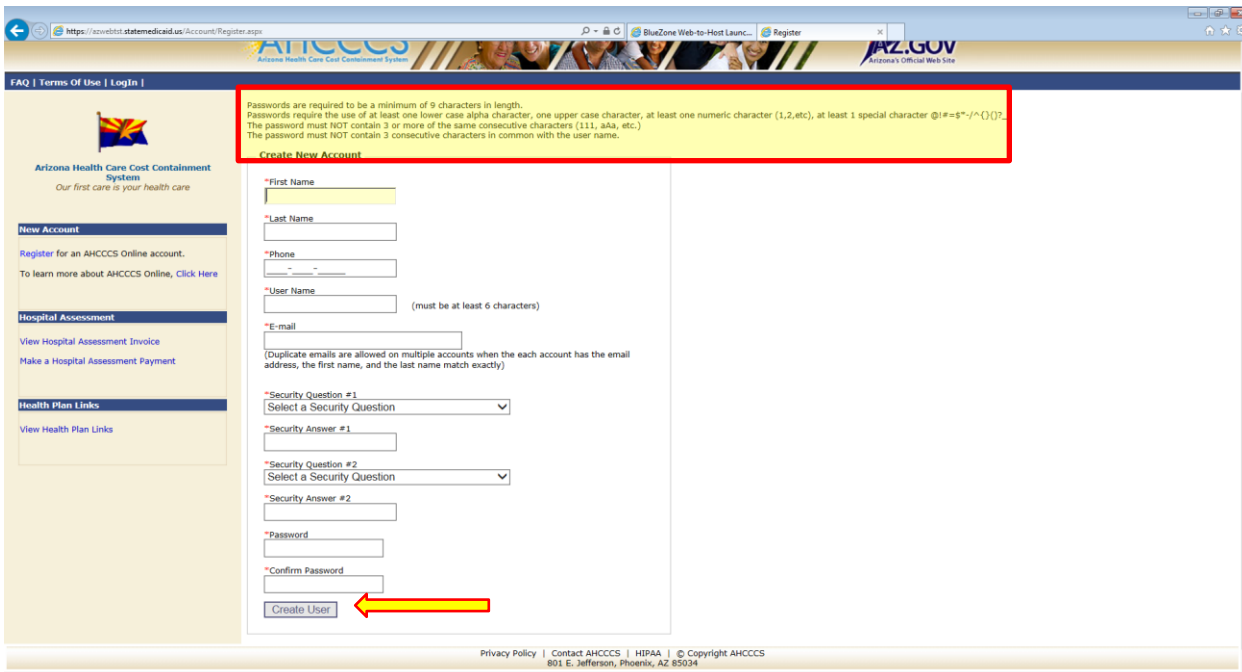 https://azwebtst.statemedicaid.us/Account/Register.aspx
BlueZone Web-to-Host Launc...
Register
AHCCCS
Arizona Health Care Cost Containment System
AZ.GOV
Arizona's Official Web Site
FAQ | Terms Of Use | LogIn |
Arizona Health Care Cost Containment
System
Our first care is your health care
New Account
Register for an AHCCCS Online account.
To learn more about AHCCCS Online, Click Here
Hospital Assessment
View Hospital Assessment Invoice
Make a Hospital Assessment Payment
Health Plan Links
View Health Plan Links
Passwords are required to be a minimum of 9 characters in length.
Passwords require the use of at least one lower case alpha character, one upper case character, at least one numeric character (1,2,etc), at least 1 special character @!#=$"-/^{}()?_
The password must NOT contain 3 or more of the same consecutive characters (111, aAa, etc.)
The password must NOT contain 3 consecutive characters in common with the user name.
Create New Account
*First Name
*Last Name
*Phone
___-___-____
*User Name
(must be at least 6 characters)
*E-mail
(Duplicate emails are allowed on multiple accounts when the each account has the email
address, the first name, and the last name match exactly)
*Security Question #1
Select a Security Question
*Security Answer #1
*Security Question #2
Select a Security Question
*Security Answer #2
*Password
*Confirm Password
Create User
Privacy Policy | Contact AHCCCS | HIPAA | © Copyright AHCCCS
801 E. Jefferson, Phoenix, AZ 85034